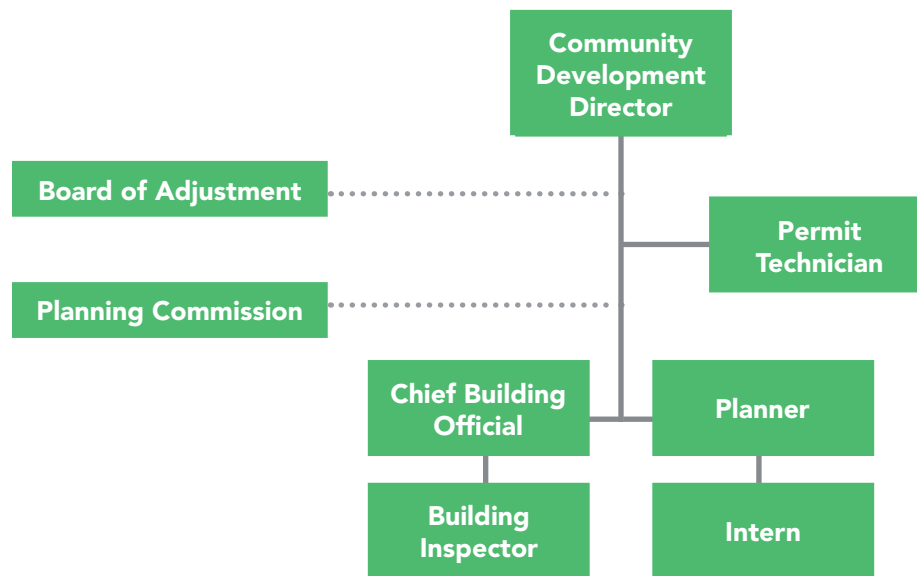 Community
Development
Director
Board of Adjustment
Permit
Technician
Planning Commission
Chief Building
Official
Planner
Building
Inspector
Intern